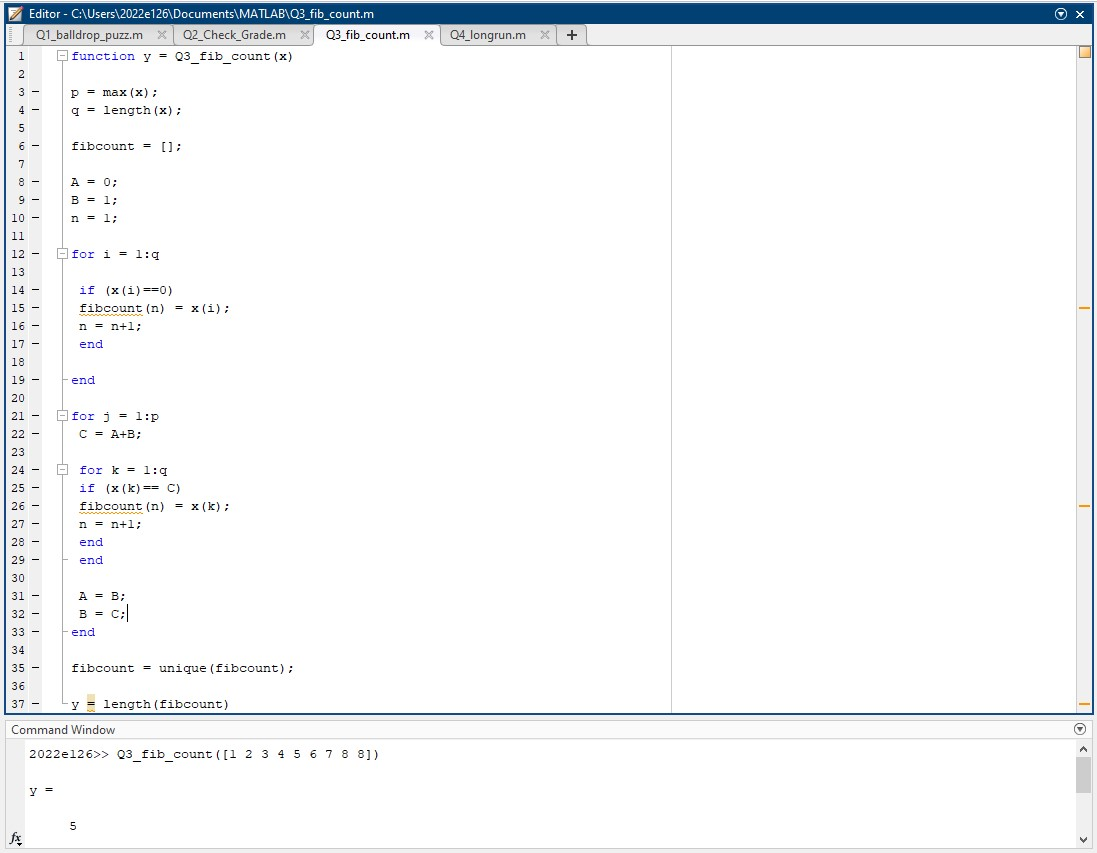 Editor - C:\Users\2022e126\Documents\MATLAB\Q3_fib_count.m
Q1_balldrop_puzz.m Q2_Check_Grade.m Q3_fib_count.m Q4_longrun.m +
1 function y = Q3_fib_count(x)
2
3 — p = max(x);
4 — q = length(x);
5
6 — fibcount = [];
7
8 — A = 0;
9 — B = 1;
10 — n = 1;
11
12 — for i = 1:q
13
14 — if (x(i)==0)
15 — fibcount(n) = x(i);
16 — n = n+1;
17 — end
18
19 — end
20
21 — for j = 1:p
22 — C = A+B;
23
24 — for k = 1:q
25 — if (x(k)== C)
26 — fibcount(n) = x(k);
27 — n = n+1;
28 — end
29 — end
30
31 — A = B;
32 — B = C;
33 — end
34
35 — fibcount = unique(fibcount);
36
37 — y = length(fibcount)
Command Window
2022e126>> Q3_fib_count([1 2 3 4 5 6 7 8 8])
y =
5
fx